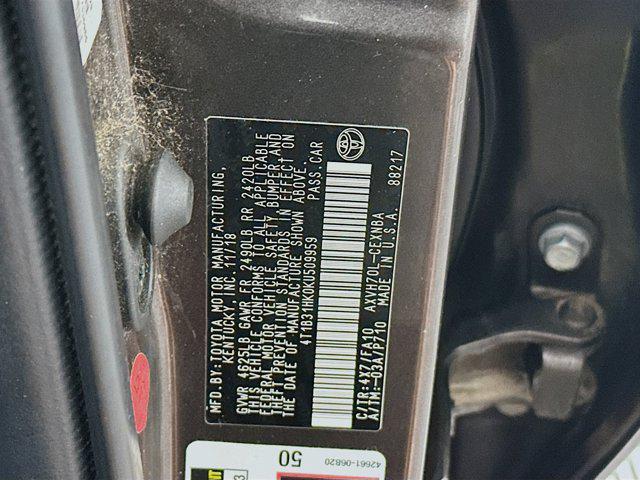 MFD.BY:TOYOTA MOTOR MANUFACTURING,
KENTUCKY, INC. 11/18
GVWR 4625LB GAWR FR 2490LB RR 2420LB
THIS VEHICLE CONFORMS TO ALL APPLICABLE
FEDERAL MOTOR VEHICLE SAFETY, BUMPER, AND
THEFT PREVENTION STANDARDS IN EFFECT ON
THE DATE OF MANUFACTURE SHOWN ABOVE.
4T1B31HK0KU509959 PASS.CAR
C/TR:4X7/FA10 AXVH70L-CEXNBA
A/TM:-03A/P710 MADE IN U.S.A. 88217
42661-06B20
50